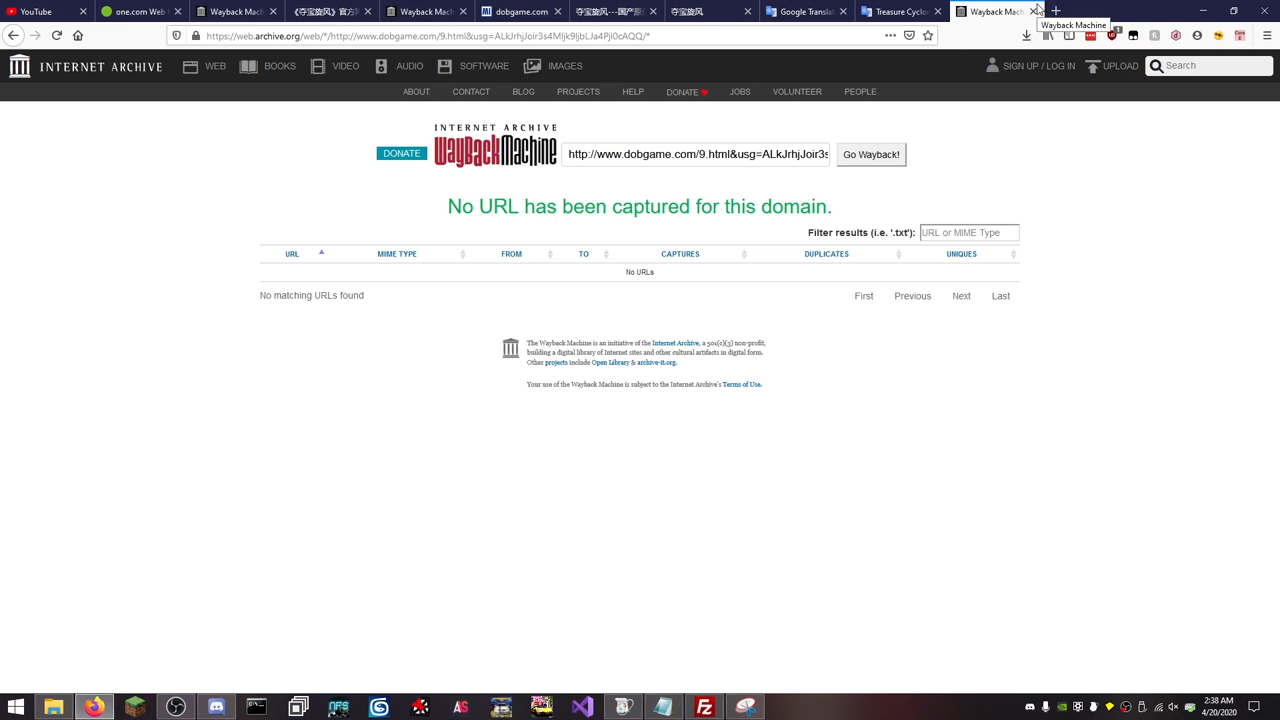 YouTube
one.com Web
Wayback Mach
夺宝旋风 官方网
Wayback Mach
dobgame.com
夺宝旋风---国产原
夺宝旋风
Google Translat
Treasure Cyclon
Wayback Mach
Wayback Machine
https://web.archive.org/web/*/http://www.dobgame.com/9.html&usg=ALkJrhjJoir3s4Mljk9ljbLJa4Pjl0cAQQ/*
INTERNET ARCHIVE
WEB
BOOKS
VIDEO
AUDIO
SOFTWARE
IMAGES
SIGN UP / LOG IN
UPLOAD
Search
ABOUT
CONTACT
BLOG
PROJECTS
HELP
DONATE
JOBS
VOLUNTEER
PEOPLE
DONATE
INTERNET ARCHIVE
WayBackMachine
http://www.dobgame.com/9.html&usg=ALkJrhjJoir3s
Go Wayback!
No URL has been captured for this domain.
Filter results (i.e. '.txt'):
URL or MIME Type
URL
MIME TYPE
FROM
TO
CAPTURES
DUPLICATES
UNIQUES
No URLs
No matching URLs found
First
Previous
Next
Last
The Wayback Machine is an initiative of the Internet Archive, a 501(c)(3) non-profit,
building a digital library of Internet sites and other cultural artifacts in digital form.
Other projects include Open Library & archive-it.org.
Your use of the Wayback Machine is subject to the Internet Archive's Terms of Use.
2:38 AM
4/20/2020